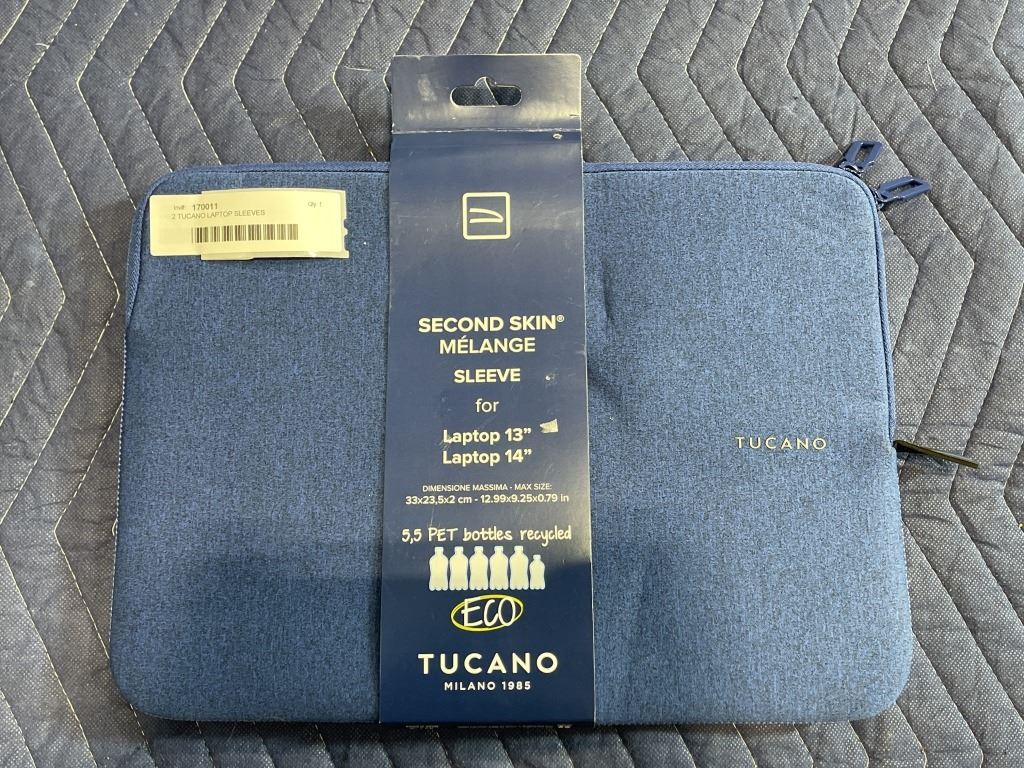 Inv#: 170011 Qty: 1
2 TUCANO LAPTOP SLEEVES
SECOND SKIN®
MÉLANGE
SLEEVE
for
Laptop 13”
Laptop 14”
DIMENSIONE MASSIMA - MAX SIZE:
33x23,5x2 cm - 12.99x9.25x0.79 in
5,5 PET bottles recycled
ECO
TUCANO
MILANO 1985
TUCANO